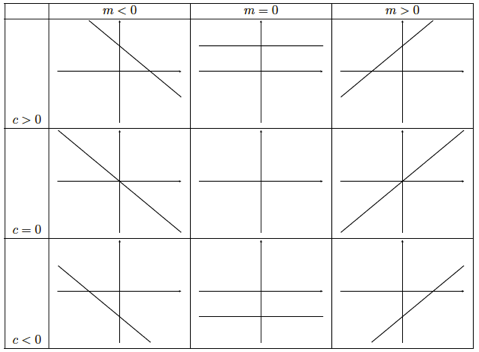 m < 0 m = 0 m > 0
c > 0
c = 0
c < 0